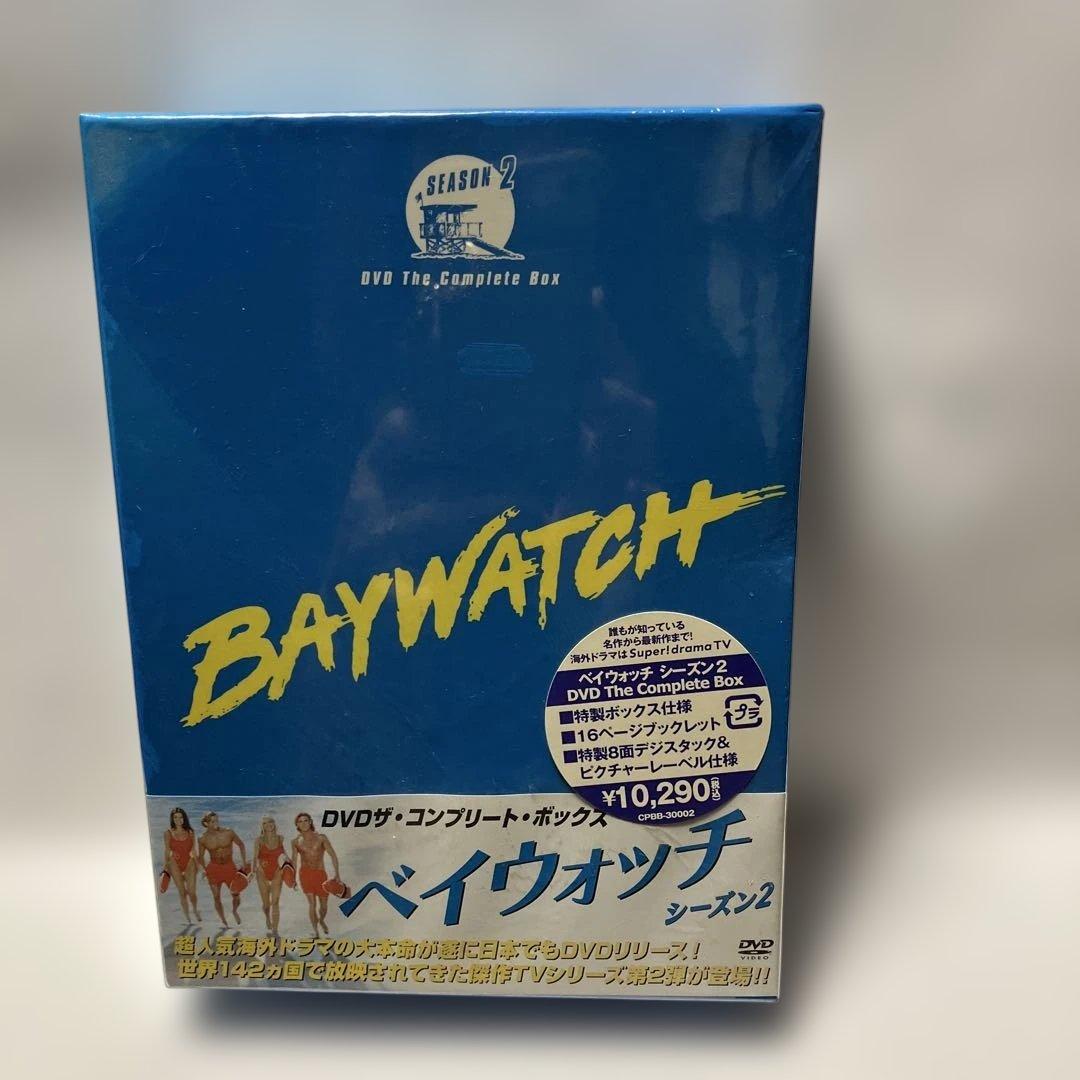 SEASON 2
DVD The Complete Box
BAYWATCH
誰もが知っている
名作から最新作まで!
海外ドラマはSuper!drama TV
ベイウォッチ シーズン2
DVD The Complete Box
■特製ボックス仕様
■16ページブックレット
■特製8面デジスタック&
ピクチャーレーベル仕様
プラ
¥10,290(税込)
CPBB-30002
DVDザ・コンプリート・ボックス
ベイウォッチ
シーズン2
超人気海外ドラマの大本命が遂に日本でもDVDリリース!
世界142ヵ国で放映されてきた傑作TVシリーズ第2弾が登場!!
DVD
VIDEO